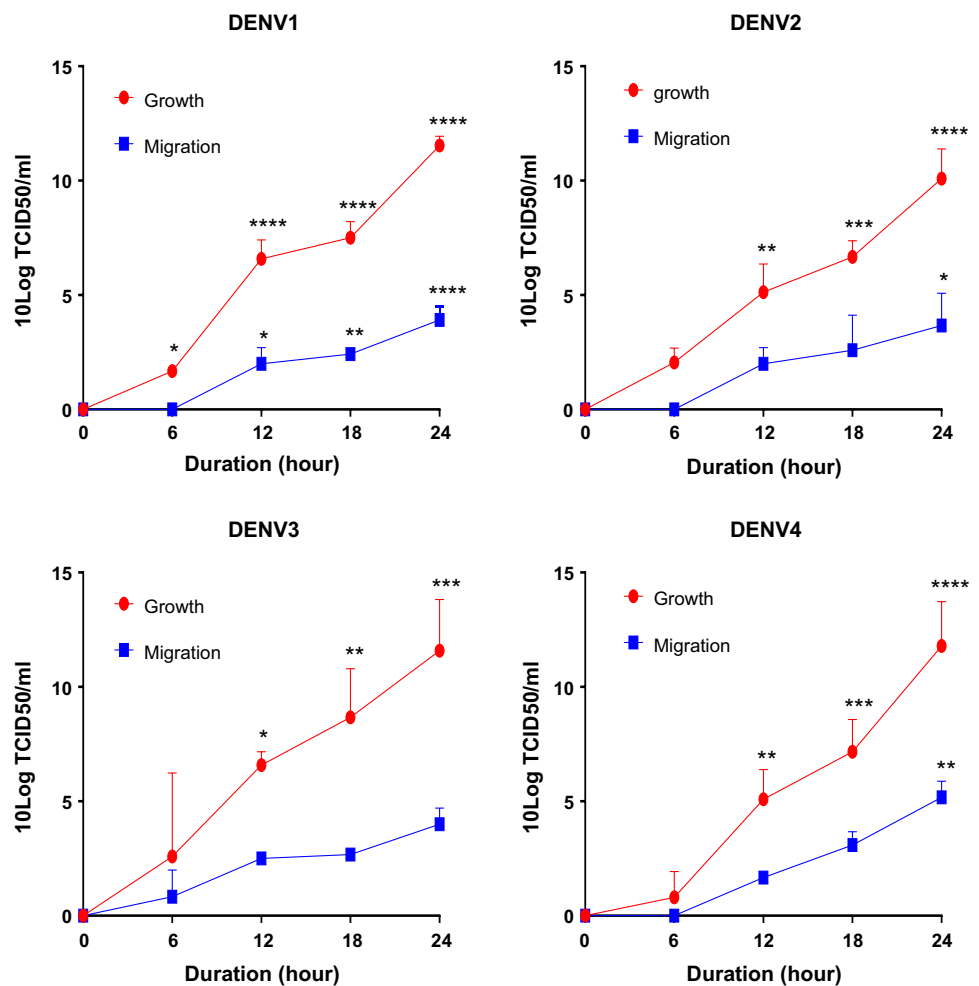 DENV1
15
10
5
0
10Log TCID50/ml
Growth
Migration
*
****
****
****
*
**
****
0 6 12 18 24
Duration (hour)
DENV2
15
10
5
0
10Log TCID50/ml
growth
Migration
**
***
****
*
0 6 12 18 24
Duration (hour)
DENV3
15
10
5
0
10Log TCID50/ml
Growth
Migration
*
**
***
0 6 12 18 24
Duration (hour)
DENV4
15
10
5
0
10Log TCID50/ml
Growth
Migration
**
***
****
**
0 6 12 18 24
Duration (hour)